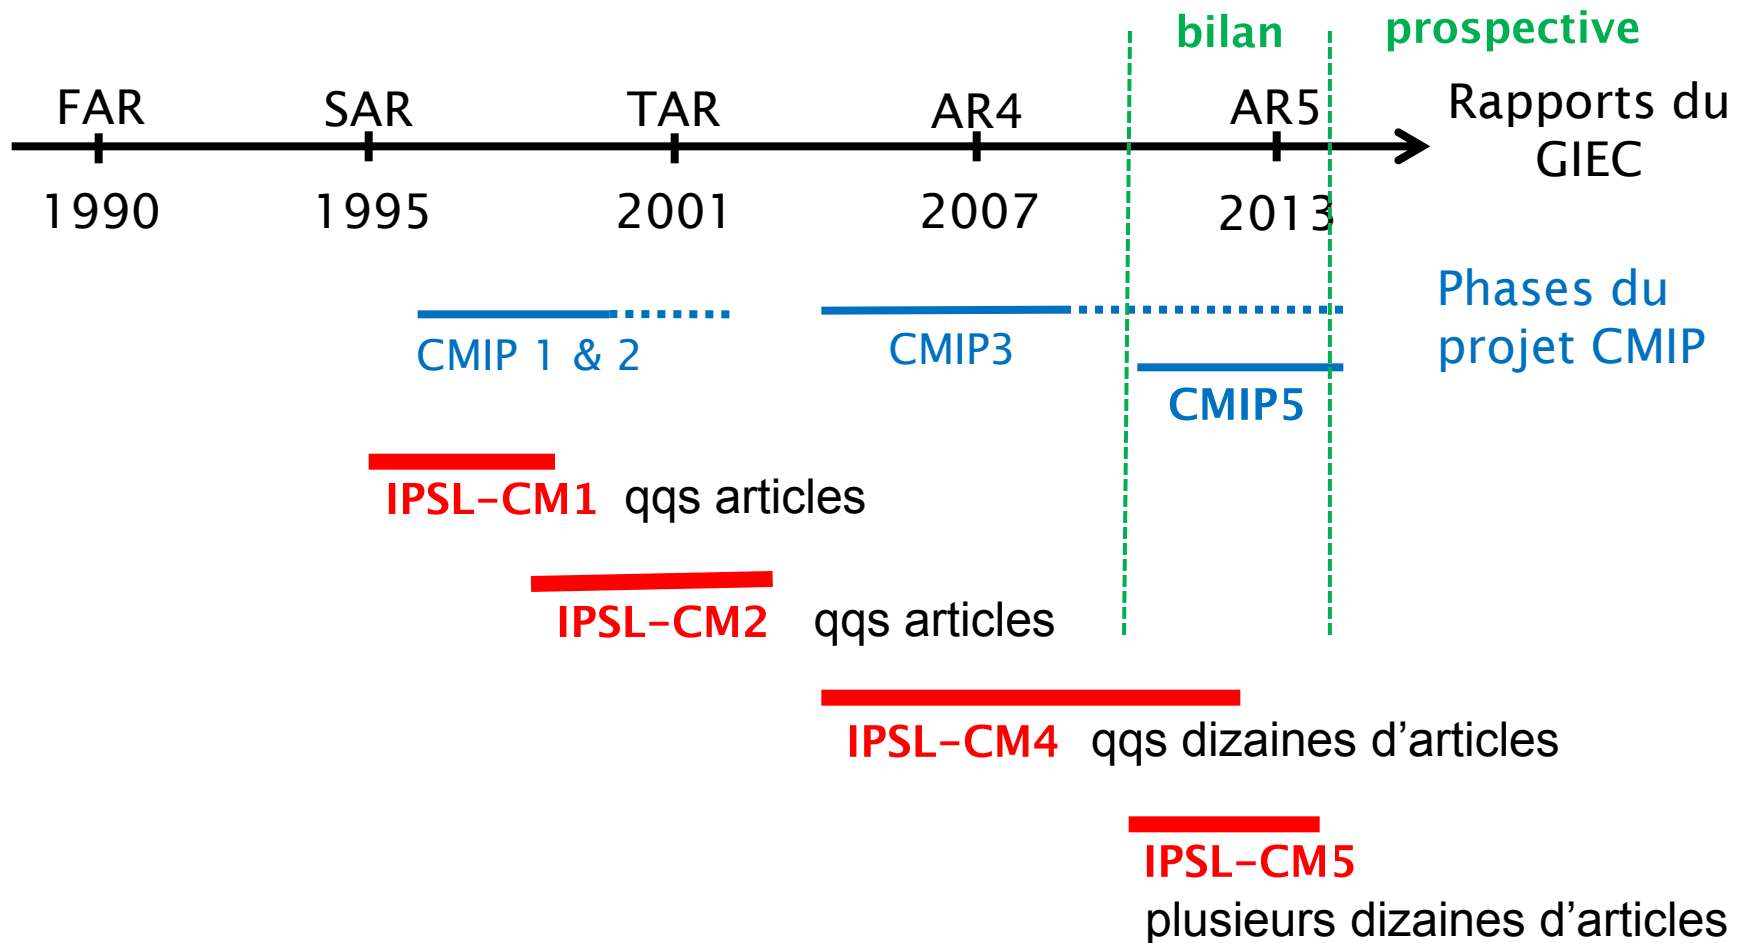 bilan
prospective
FAR
SAR
TAR
AR4
AR5
Rapports du
GIEC
1990
1995
2001
2007
2013
Phases du
projet CMIP
CMIP 1 & 2
CMIP3
CMIP5
IPSL-CM1 qqs articles
IPSL-CM2 qqs articles
IPSL-CM4 qqs dizaines d’articles
IPSL-CM5
plusieurs dizaines d’articles